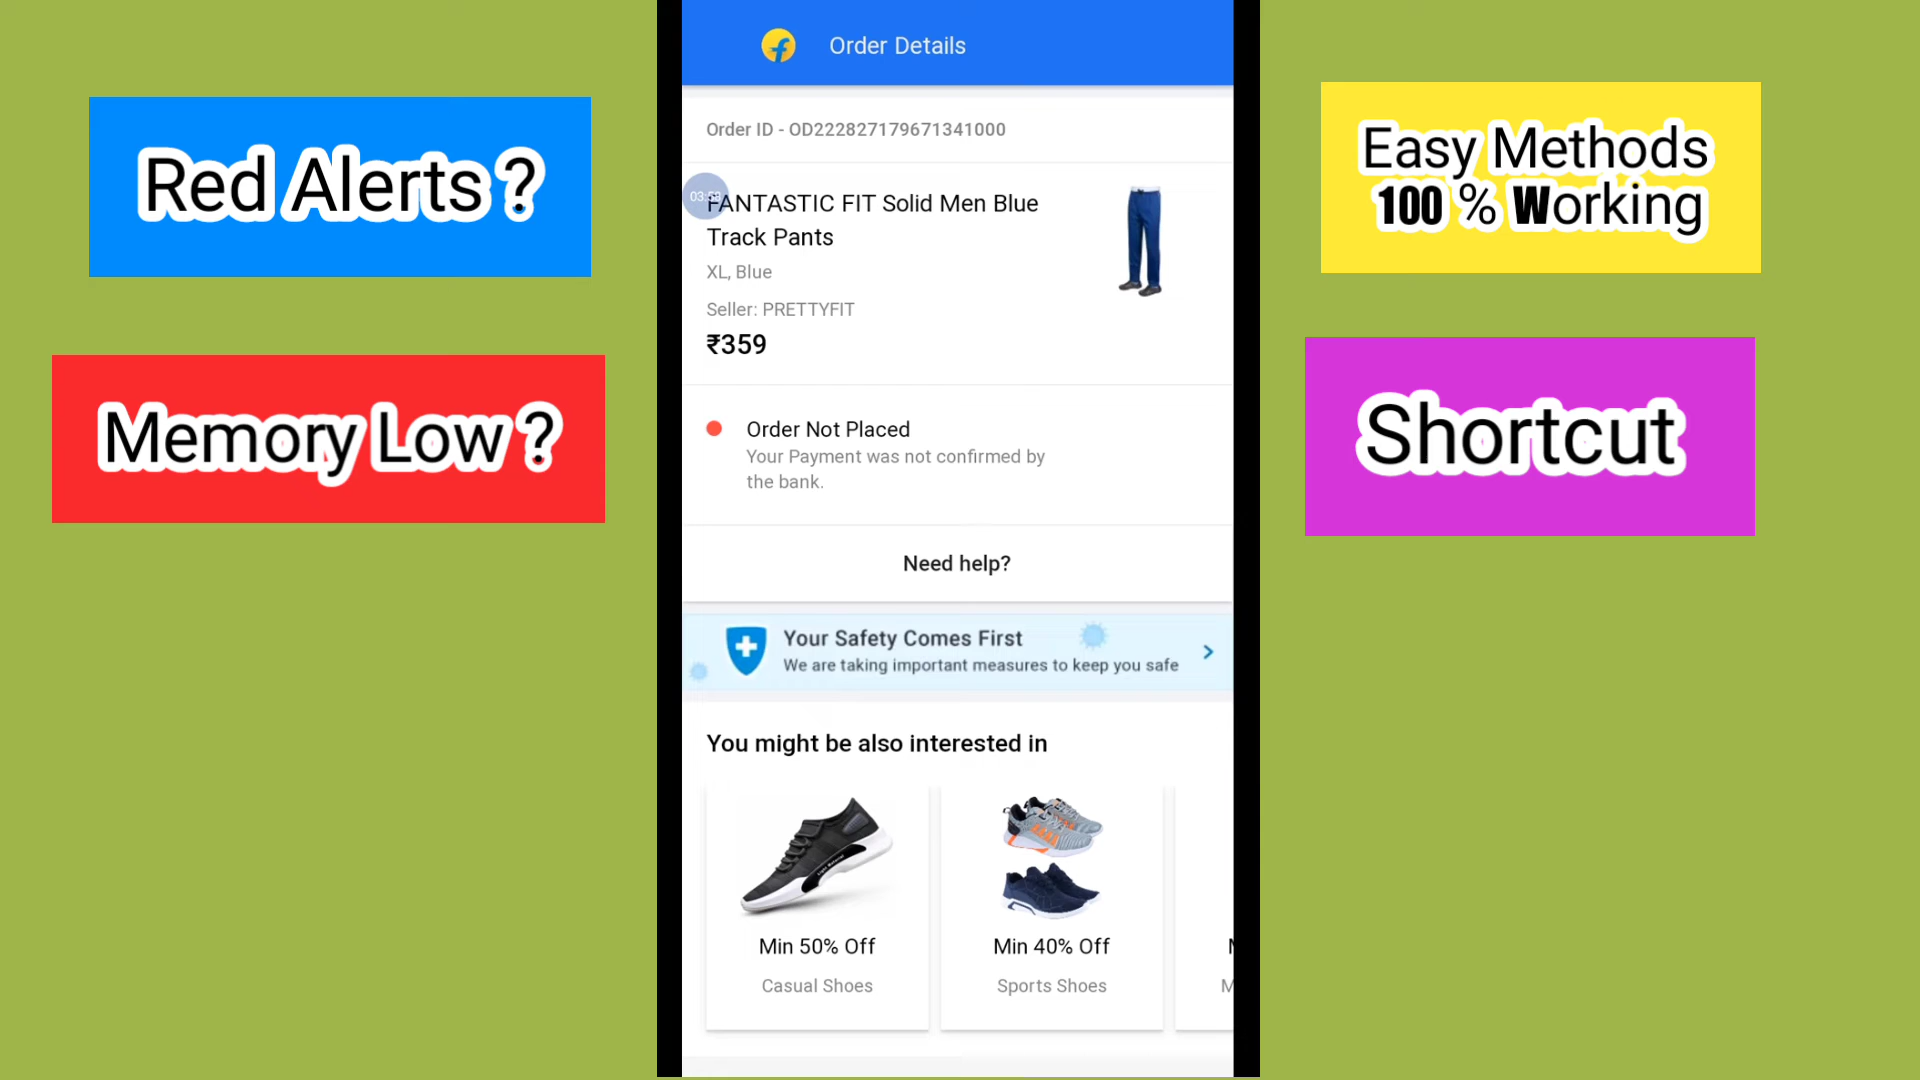 Order Details
Red Alerts ?
Easy Methods
100 % Working
Order ID - OD222827179671341000
FANTASTIC FIT Solid Men Blue
Track Pants
XL, Blue
Seller: PRETTYFIT
₹359
Memory Low ?
Shortcut
Order Not Placed
Your Payment was not confirmed by
the bank.
Need help?
Your Safety Comes First
We are taking important measures to keep you safe
You might be also interested in
Min 50% Off
Min 40% Off
Casual Shoes
Sports Shoes